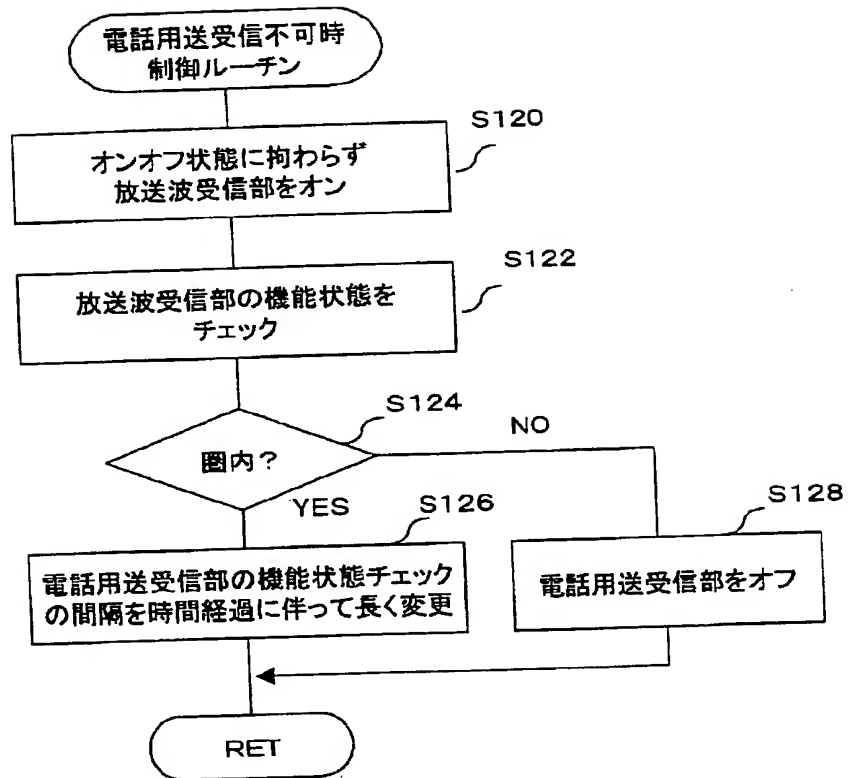 電話用送受信不可時
制御ルーチン
S120
オンオフ状態に拘わらず
放送波受信部をオン
S122
放送波受信部の機能状態を
チェック
S124
圏内?
NO
YES
S126
電話用送受信部の機能状態チェック
の間隔を時間経過に伴って長く変更
S128
電話用送受信部をオフ
RET